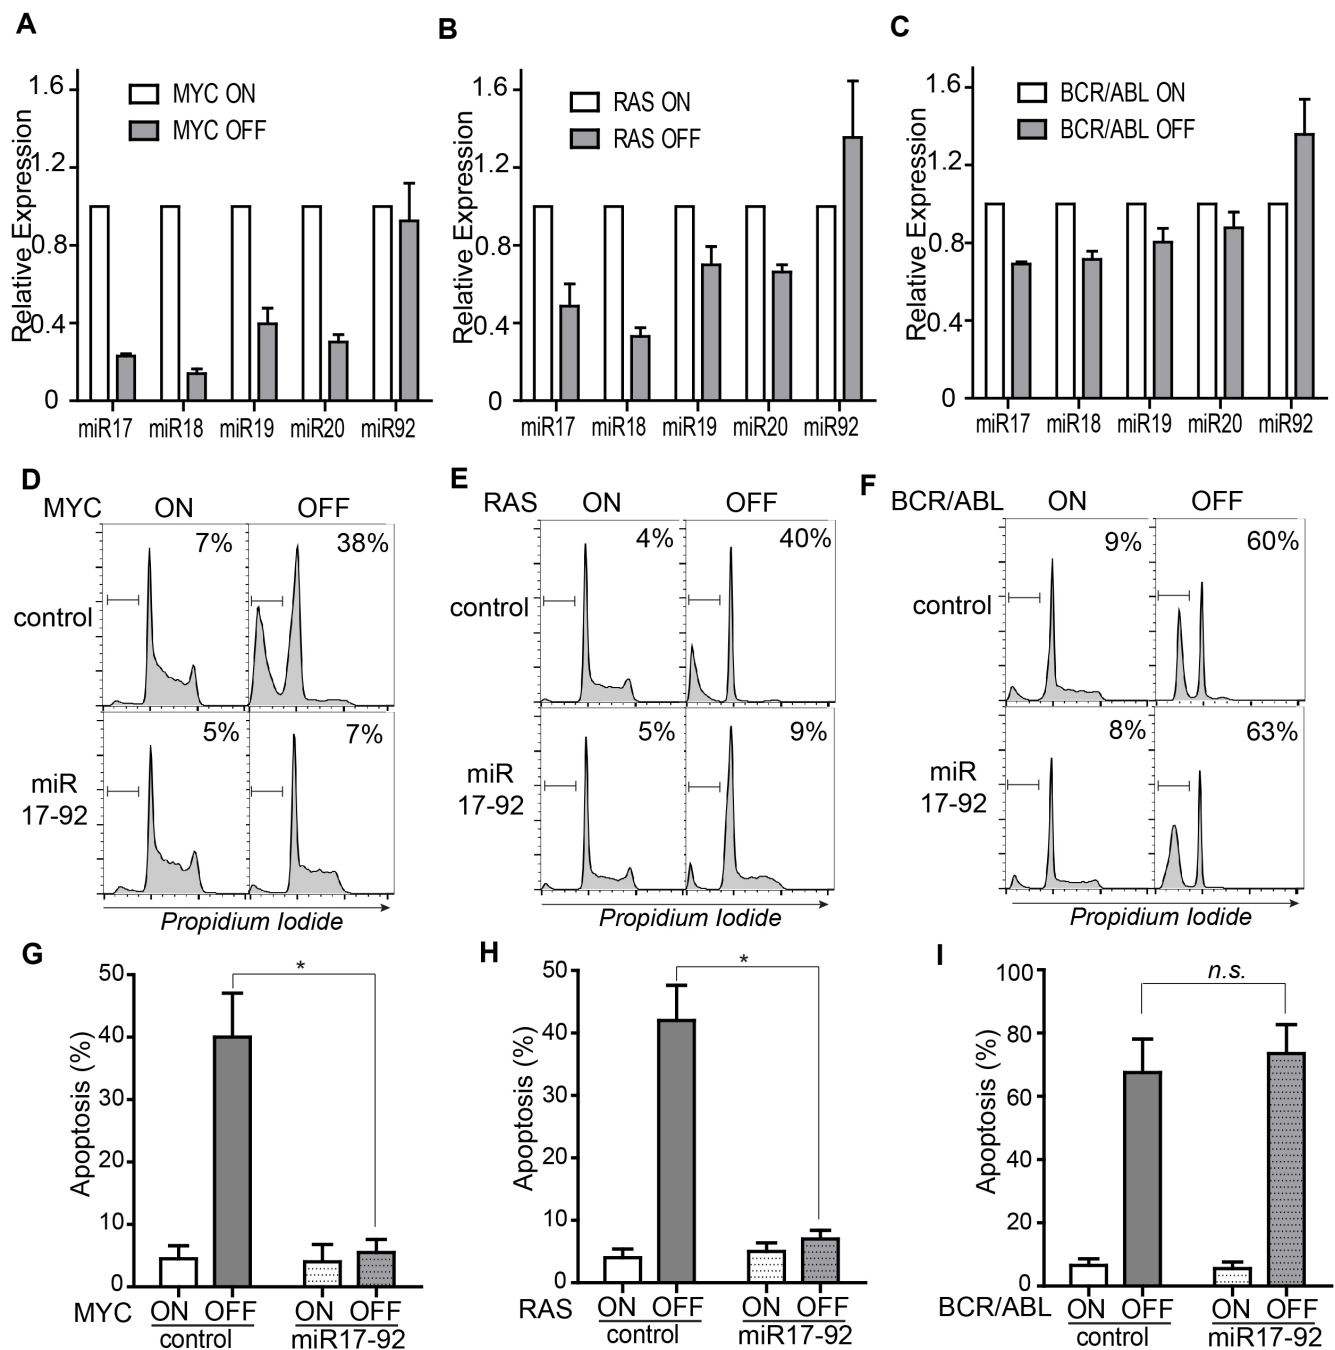 A
B
C
1.6
1.2
0.8
0.4
0
Relative Expression
MYC ON
MYC OFF
miR17 miR18 miR19 miR20 miR92
1.6
1.2
0.8
0.4
0
Relative Expression
RAS ON
RAS OFF
miR17 miR18 miR19 miR20 miR92
1.6
1.2
0.8
0.4
0
Relative Expression
BCR/ABL ON
BCR/ABL OFF
miR17 miR18 miR19 miR20 miR92
D
MYC ON OFF
control
7% 38%
miR
17-92
5% 7%
Propidium Iodide
E
RAS ON OFF
control
4% 40%
miR
17-92
5% 9%
Propidium Iodide
F
BCR/ABL ON OFF
control
9% 60%
miR
17-92
8% 63%
Propidium Iodide
G
50
40
30
20
10
0
Apoptosis (%)
*
MYC ON OFF ON OFF
control miR17-92
H
50
40
30
20
10
0
Apoptosis (%)
*
RAS ON OFF ON OFF
control miR17-92
I
100
80
60
40
20
0
Apoptosis (%)
n.s.
BCR/ABL ON OFF ON OFF
control miR17-92